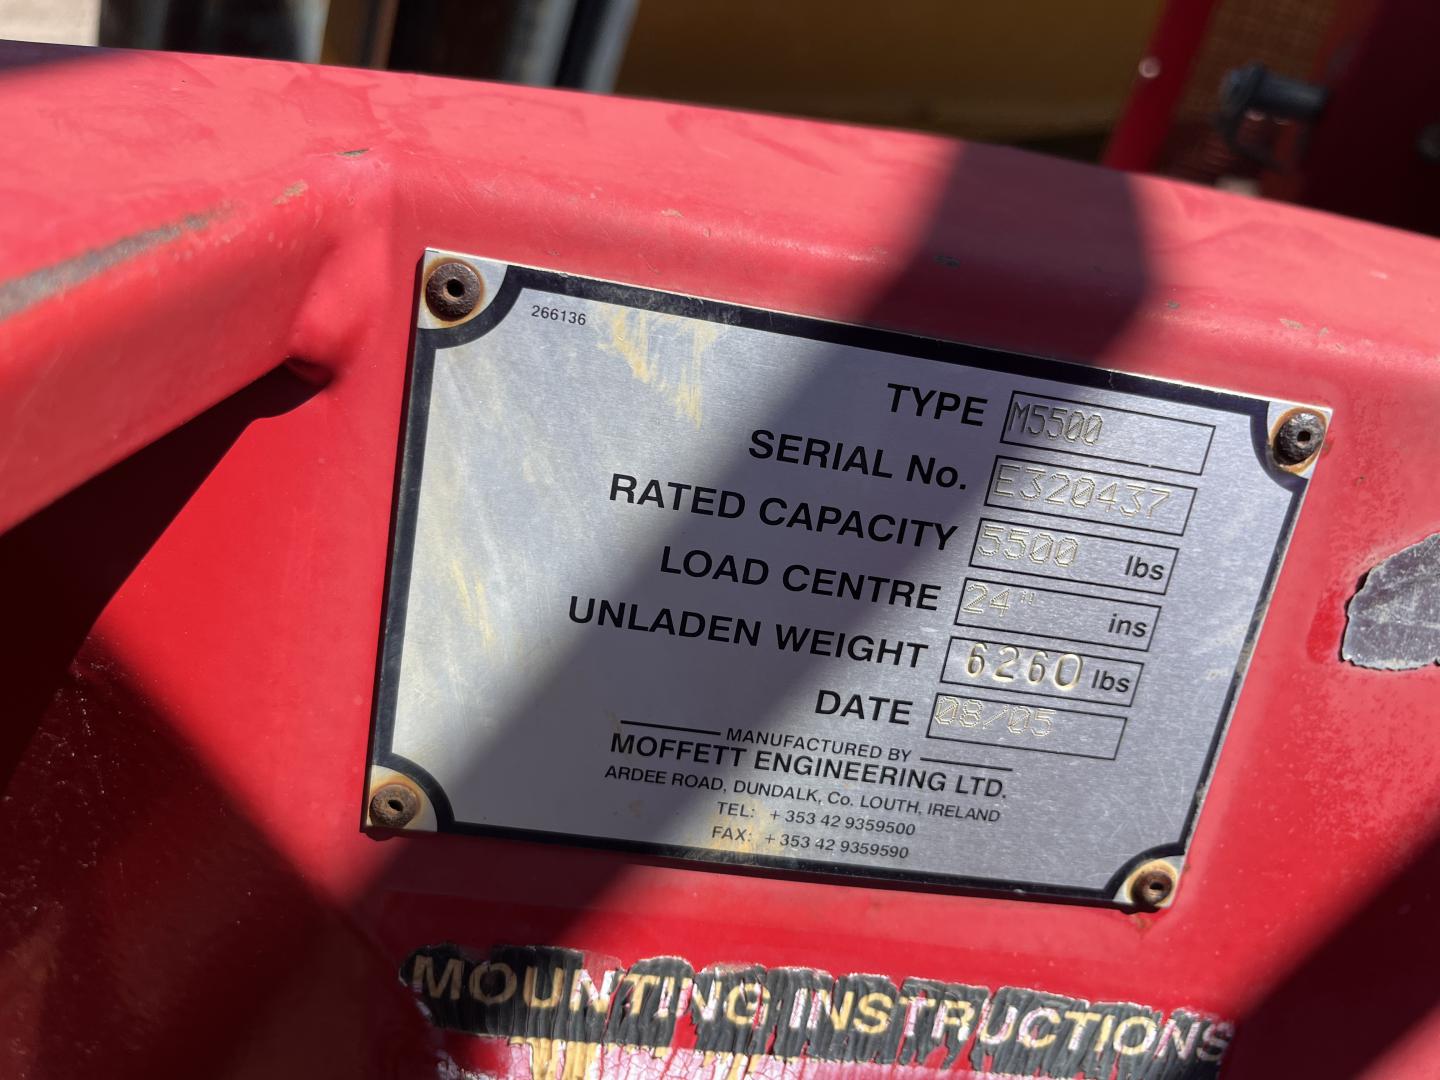 266136
TYPE M5500
SERIAL No. E320437
RATED CAPACITY 5500 lbs
LOAD CENTRE 24" ins
UNLADEN WEIGHT 6260 lbs
DATE 08/05
MANUFACTURED BY
MOFFETT ENGINEERING LTD.
ARDEE ROAD, DUNDALK, Co. LOUTH, IRELAND
TEL: + 353 42 9359500
FAX: + 353 42 9359590
MOUNTING INSTRUCTIONS